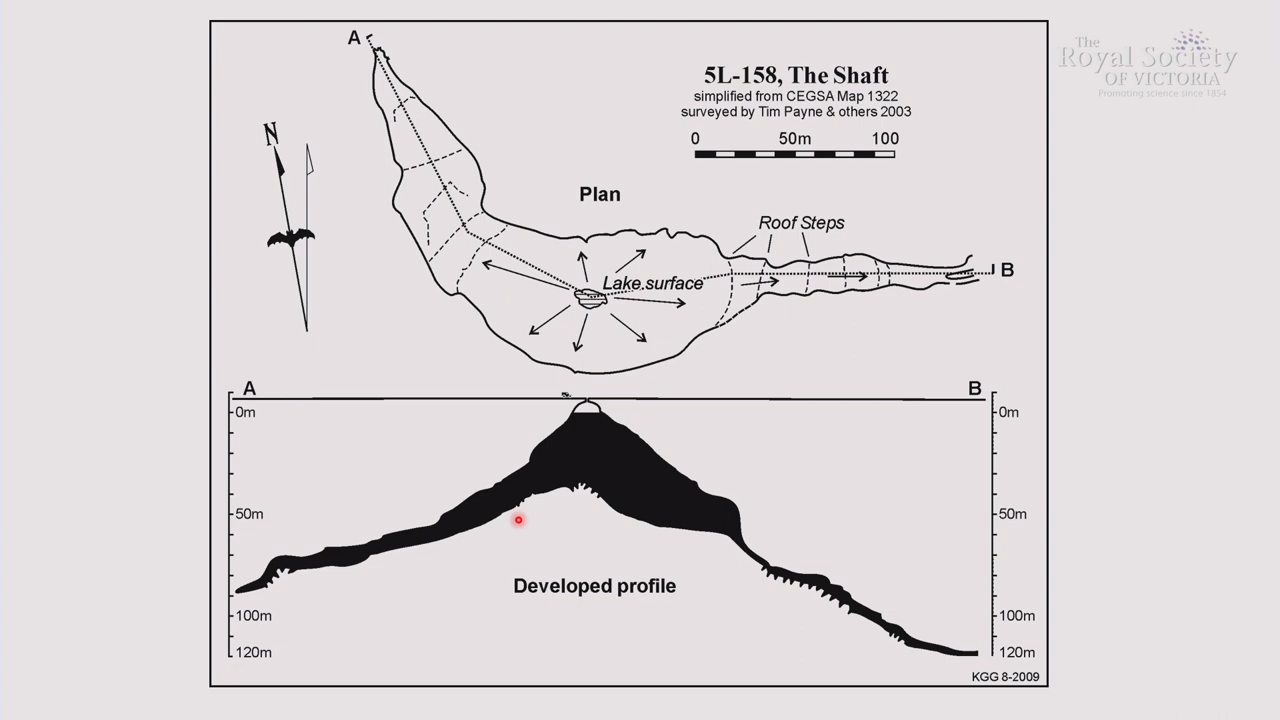 The
Royal Society
OF VICTORIA
Promoting science since 1854
A
5L-158, The Shaft
simplified from CEGSA Map 1322
surveyed by Tim Payne & others 2003
0 50m 100
N
Plan
Roof Steps
B
Lake surface
A B
0m 0m
50m 50m
Developed profile
100m 100m
120m 120m
KGG 8-2009